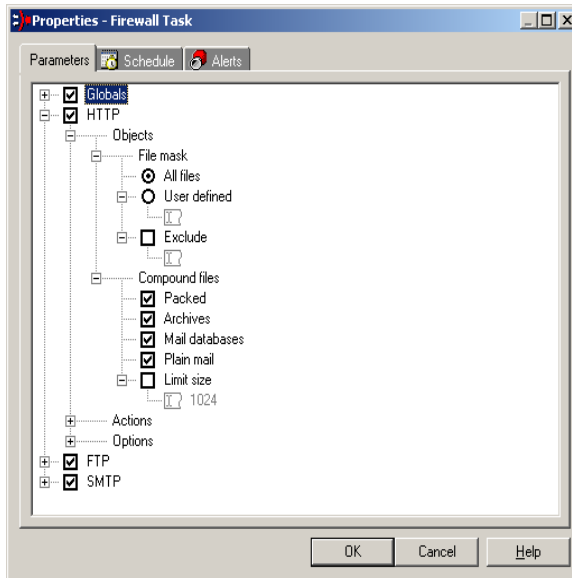 Properties - Firewall Task
Parameters Schedule Alerts
Globals
HTTP
Objects
File mask
All files
User defined
Exclude
Compound files
Packed
Archives
Mail databases
Plain mail
Limit size
1024
Actions
Options
FTP
SMTP
OK Cancel Help